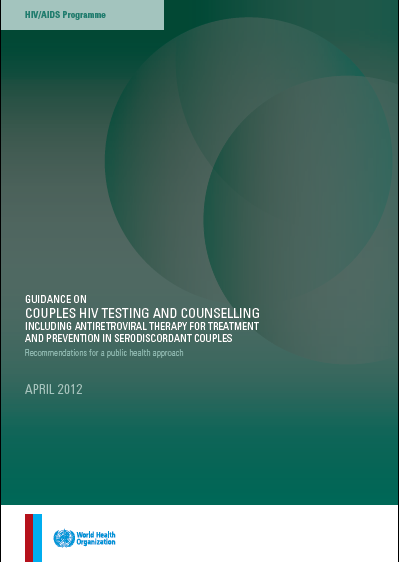 HIV/AIDS Programme
GUIDANCE ON
COUPLES HIV TESTING AND COUNSELLING
INCLUDING ANTIRETROVIRAL THERAPY FOR TREATMENT
AND PREVENTION IN SERODISCORDANT COUPLES
Recommendations for a public health approach
APRIL 2012
World Health
Organization